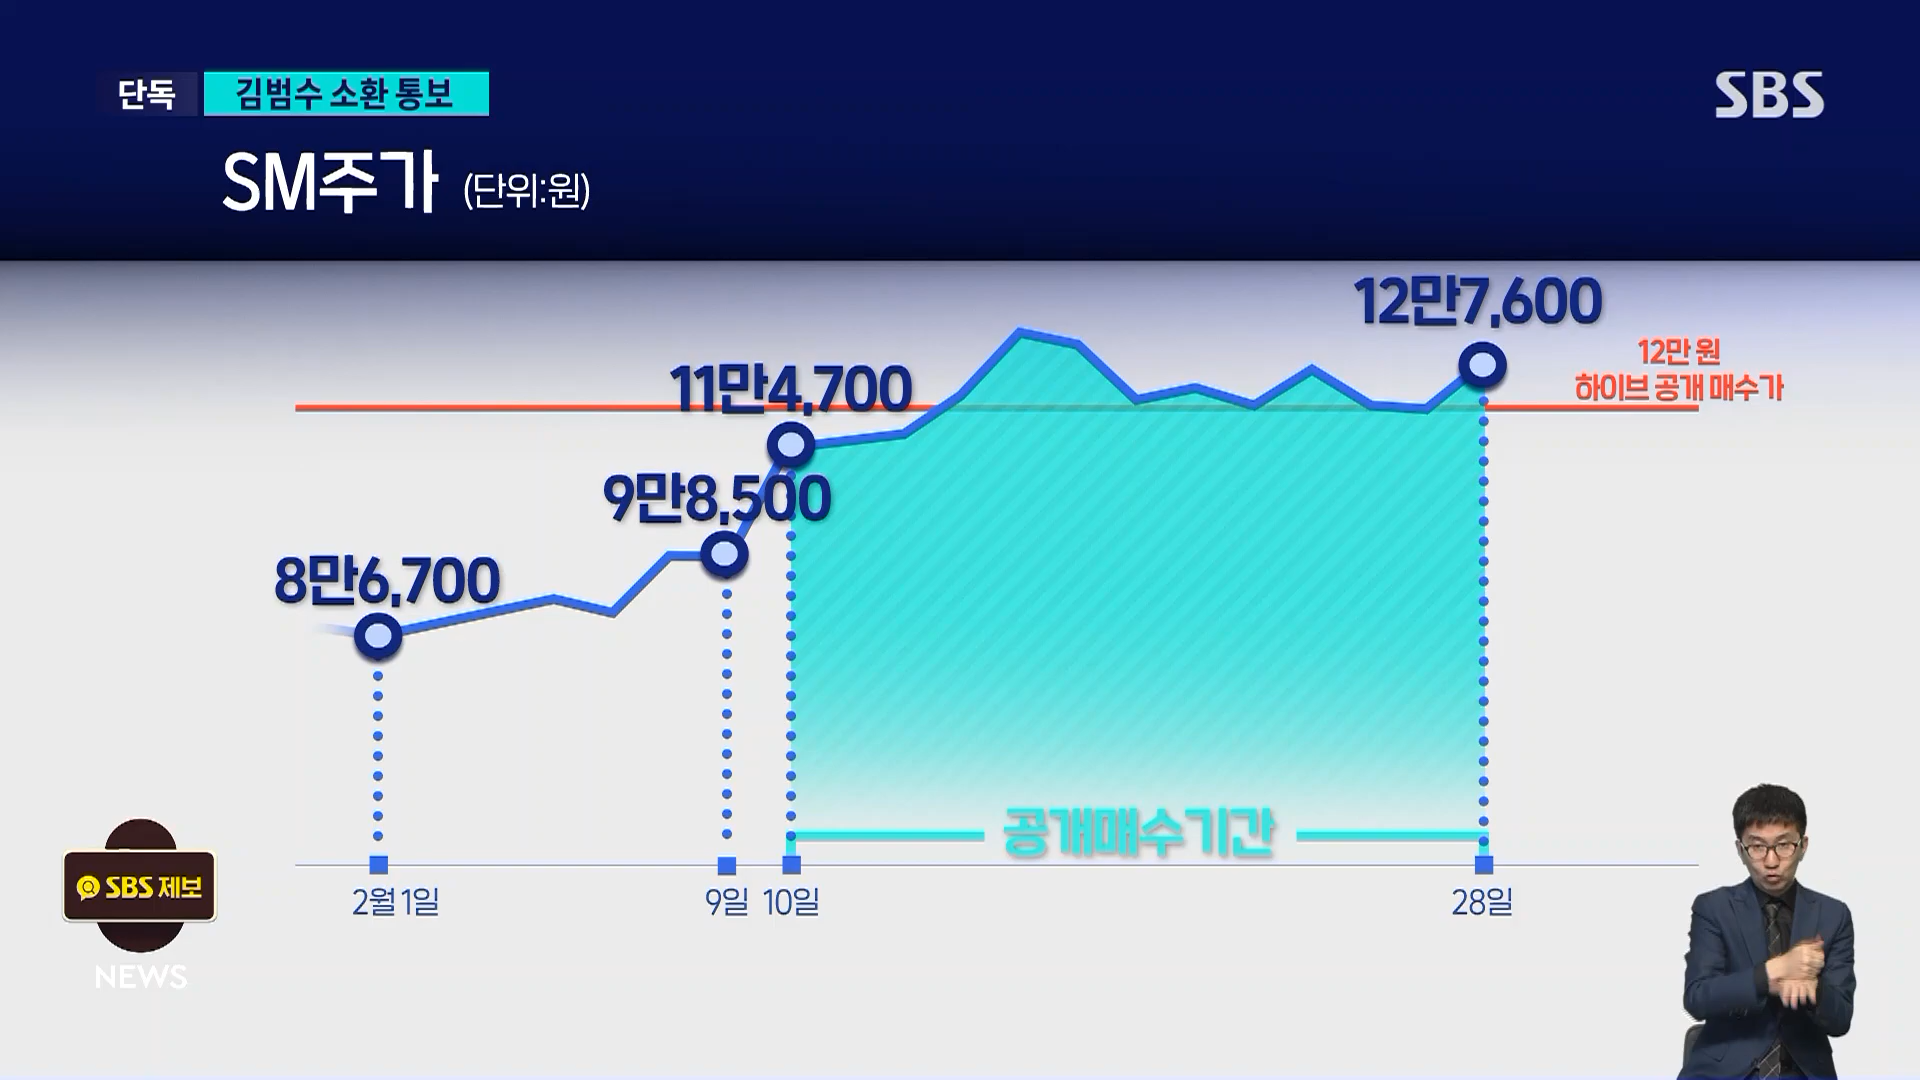 단독 김범수 소환 통보
SBS
SM주가 (단위:원)
12만7,600
12만 원
하이브 공개 매수가
11만4,700
9만8,500
8만6,700
공개매수기간
2월 1일 9일 10일 28일
SBS 제보
NEWS